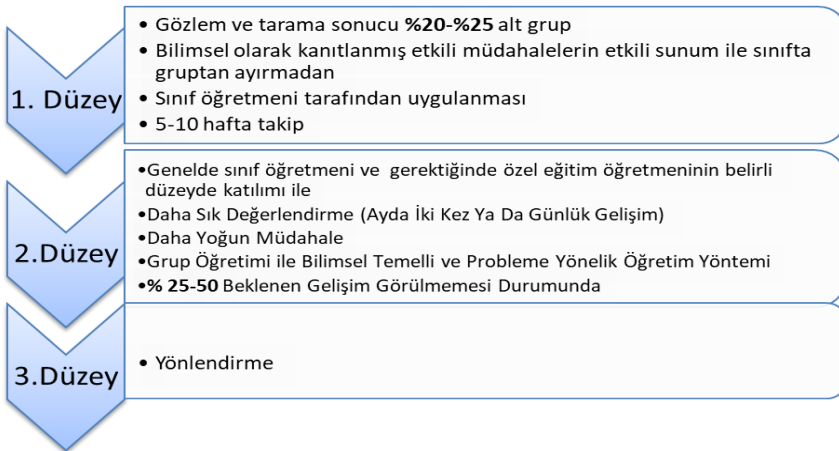 1. Düzey
• Gözlem ve tarama sonucu %20-%25 alt grup
• Bilimsel olarak kanıtlanmış etkili müdahalelerin etkili sunum ile sınıfta
gruptan ayırmadan
• Sınıf öğretmeni tarafından uygulanması
• 5-10 hafta takip
2.Düzey
•Genelde sınıf öğretmeni ve gerektiğinde özel eğitim öğretmeninin belirli
düzeyde katılımı ile
•Daha Sık Değerlendirme (Ayda İki Kez Ya Da Günlük Gelişim)
•Daha Yoğun Müdahale
•Grup Öğretimi ile Bilimsel Temelli ve Probleme Yönelik Öğretim Yöntemi
•% 25-50 Beklenen Gelişim Görülmemesi Durumunda
3.Düzey
• Yönlendirme